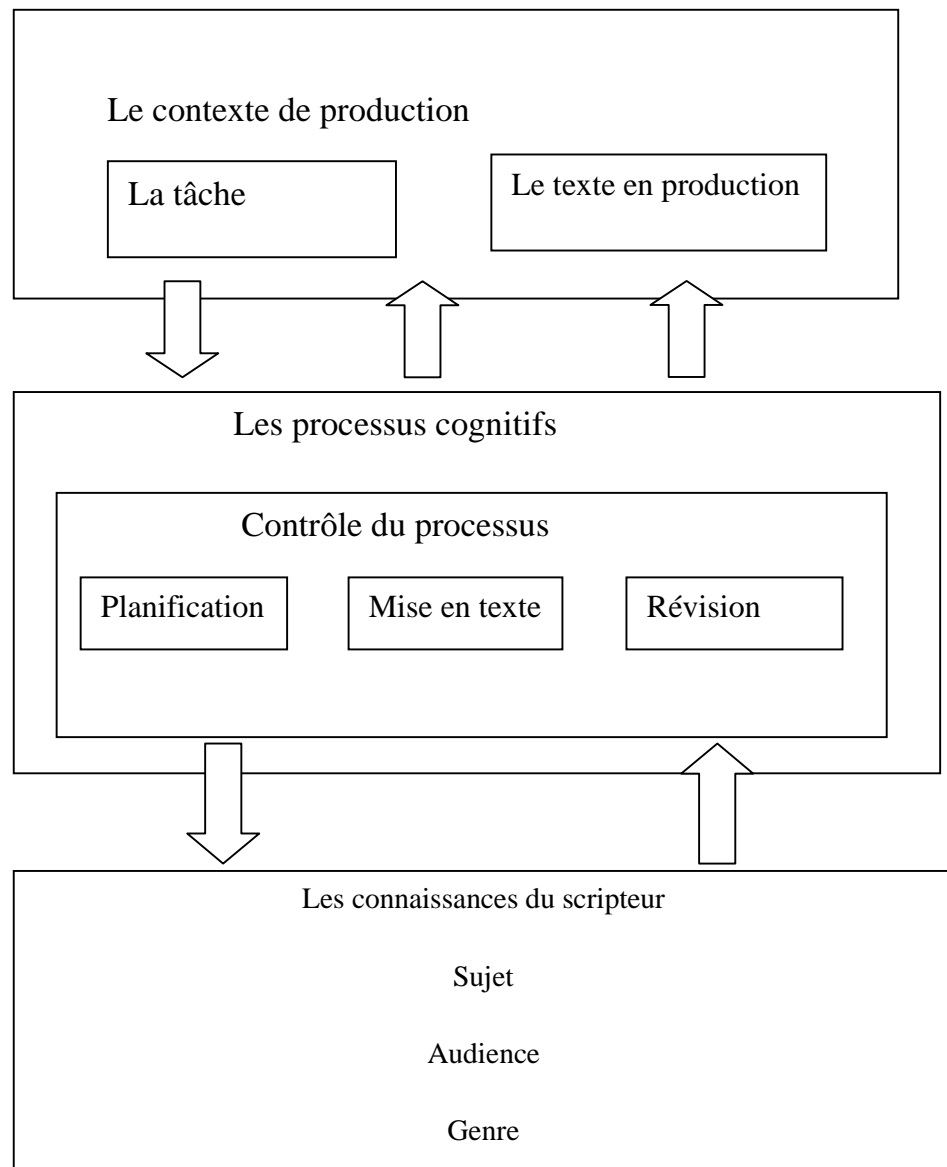 Le contexte de production
La tâche
Le texte en production
Les processus cognitifs
Contrôle du processus
Planification
Mise en texte
Révision
Les connaissances du scripteur
Sujet
Audience
Genre